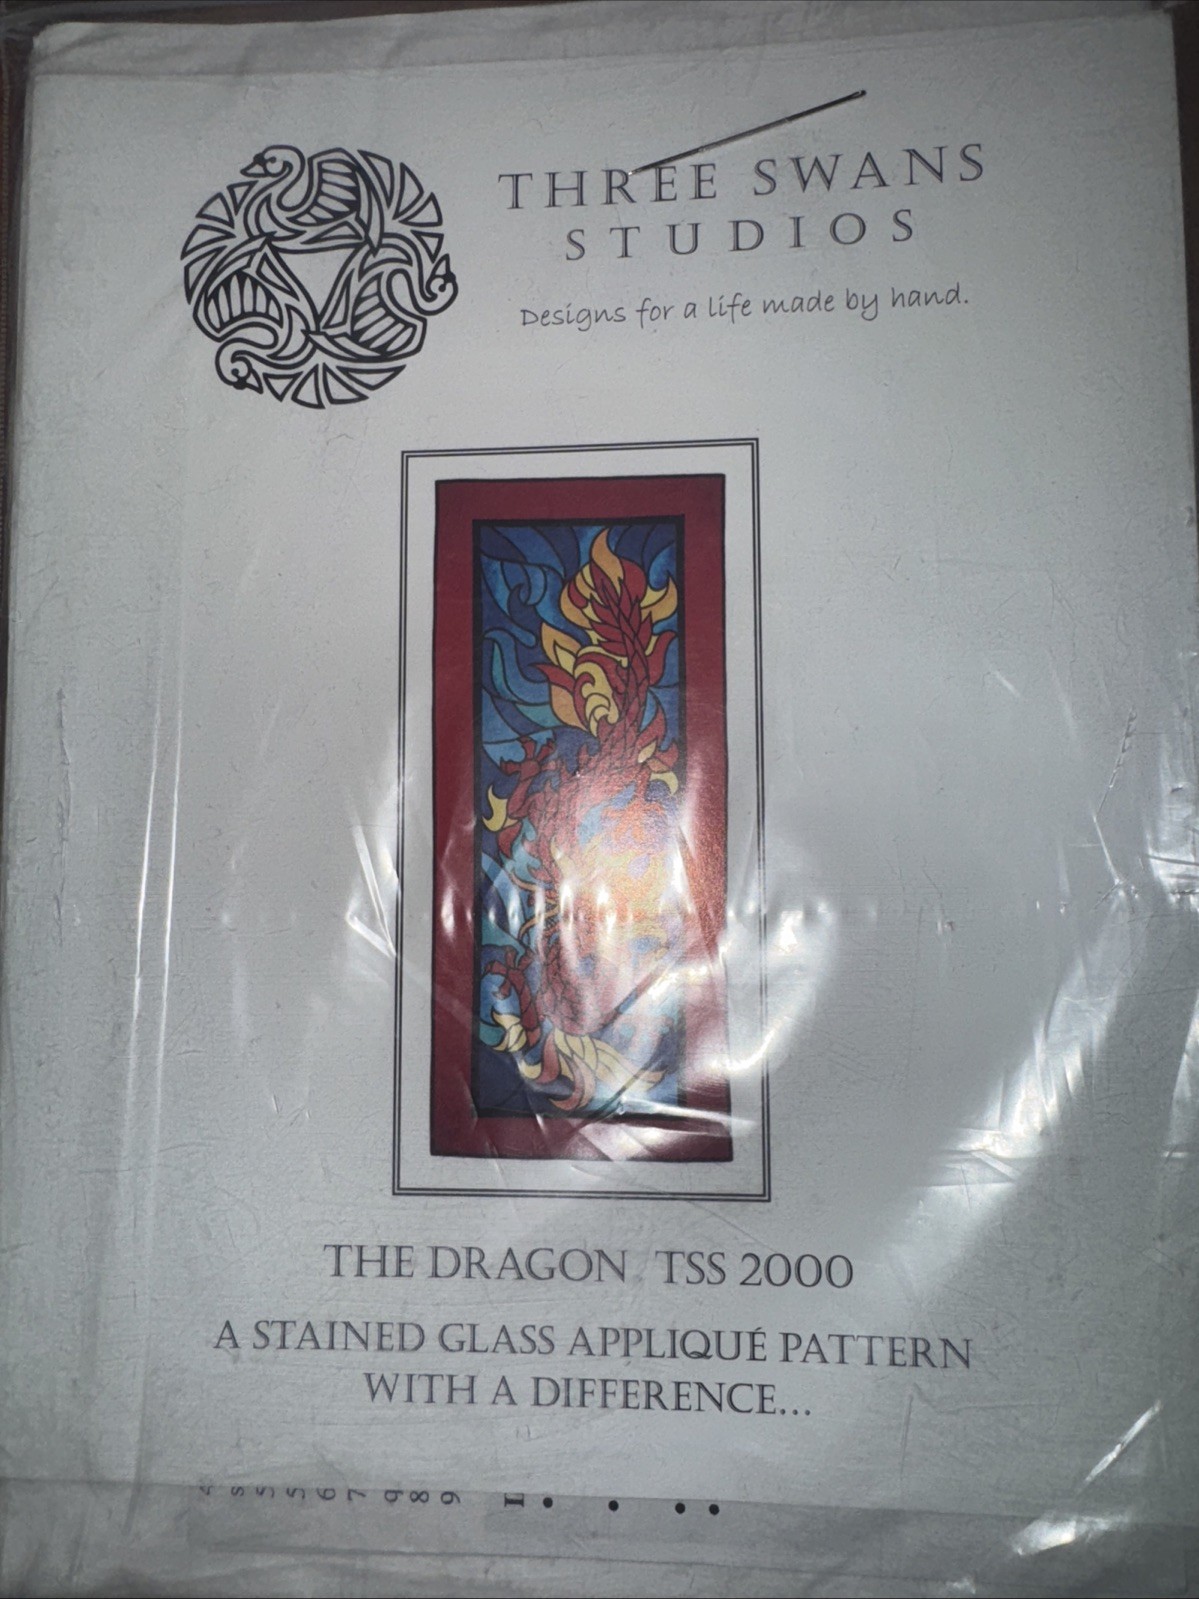 THREE SWANS
STUDIOS
Designs for a life made by hand.
THE DRAGON TSS 2000
A STAINED GLASS APPLIQUÉ PATTERN
WITH A DIFFERENCE...